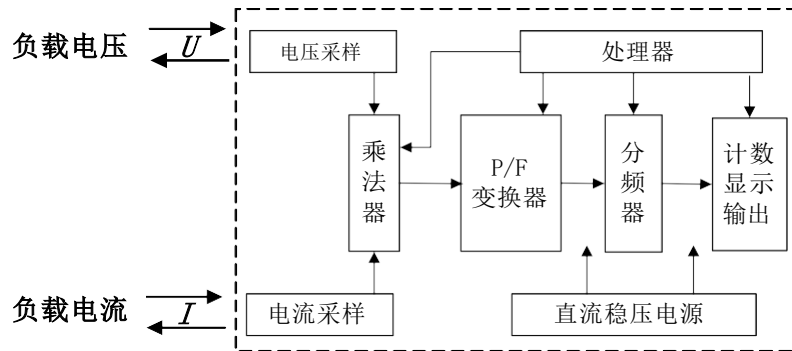 负载电压
U
电压采样
处理器
乘
法
器
P/F
变换器
分
频
器
计数
显示
输出
负载电流
I
电流采样
直流稳压电源